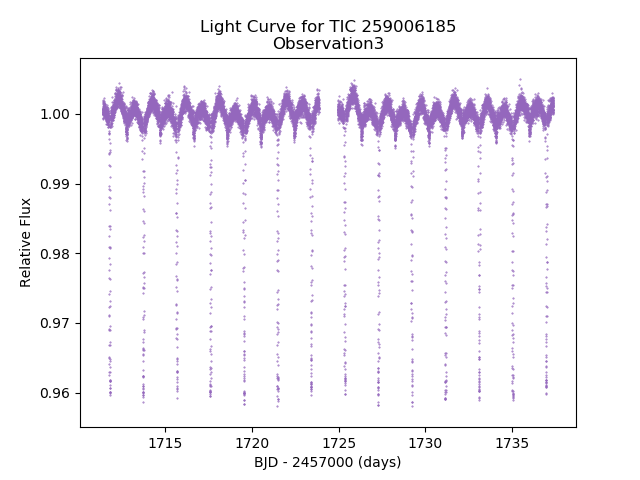 Light Curve for TIC 259006185
Observation3
1.00
0.99
0.98
0.97
0.96
Relative Flux
1715
1720
1725
1730
1735
BJD - 2457000 (days)